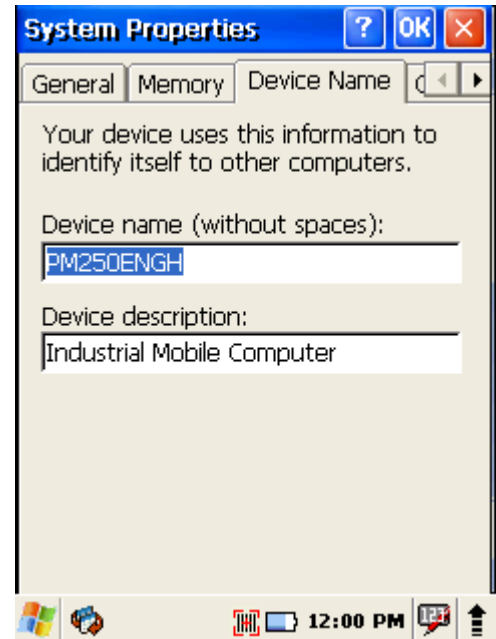 System Properties
? OK
General Memory Device Name
Your device uses this information to
identify itself to other computers.
Device name (without spaces):
PM250ENGH
Device description:
Industrial Mobile Computer
12:00 PM 123